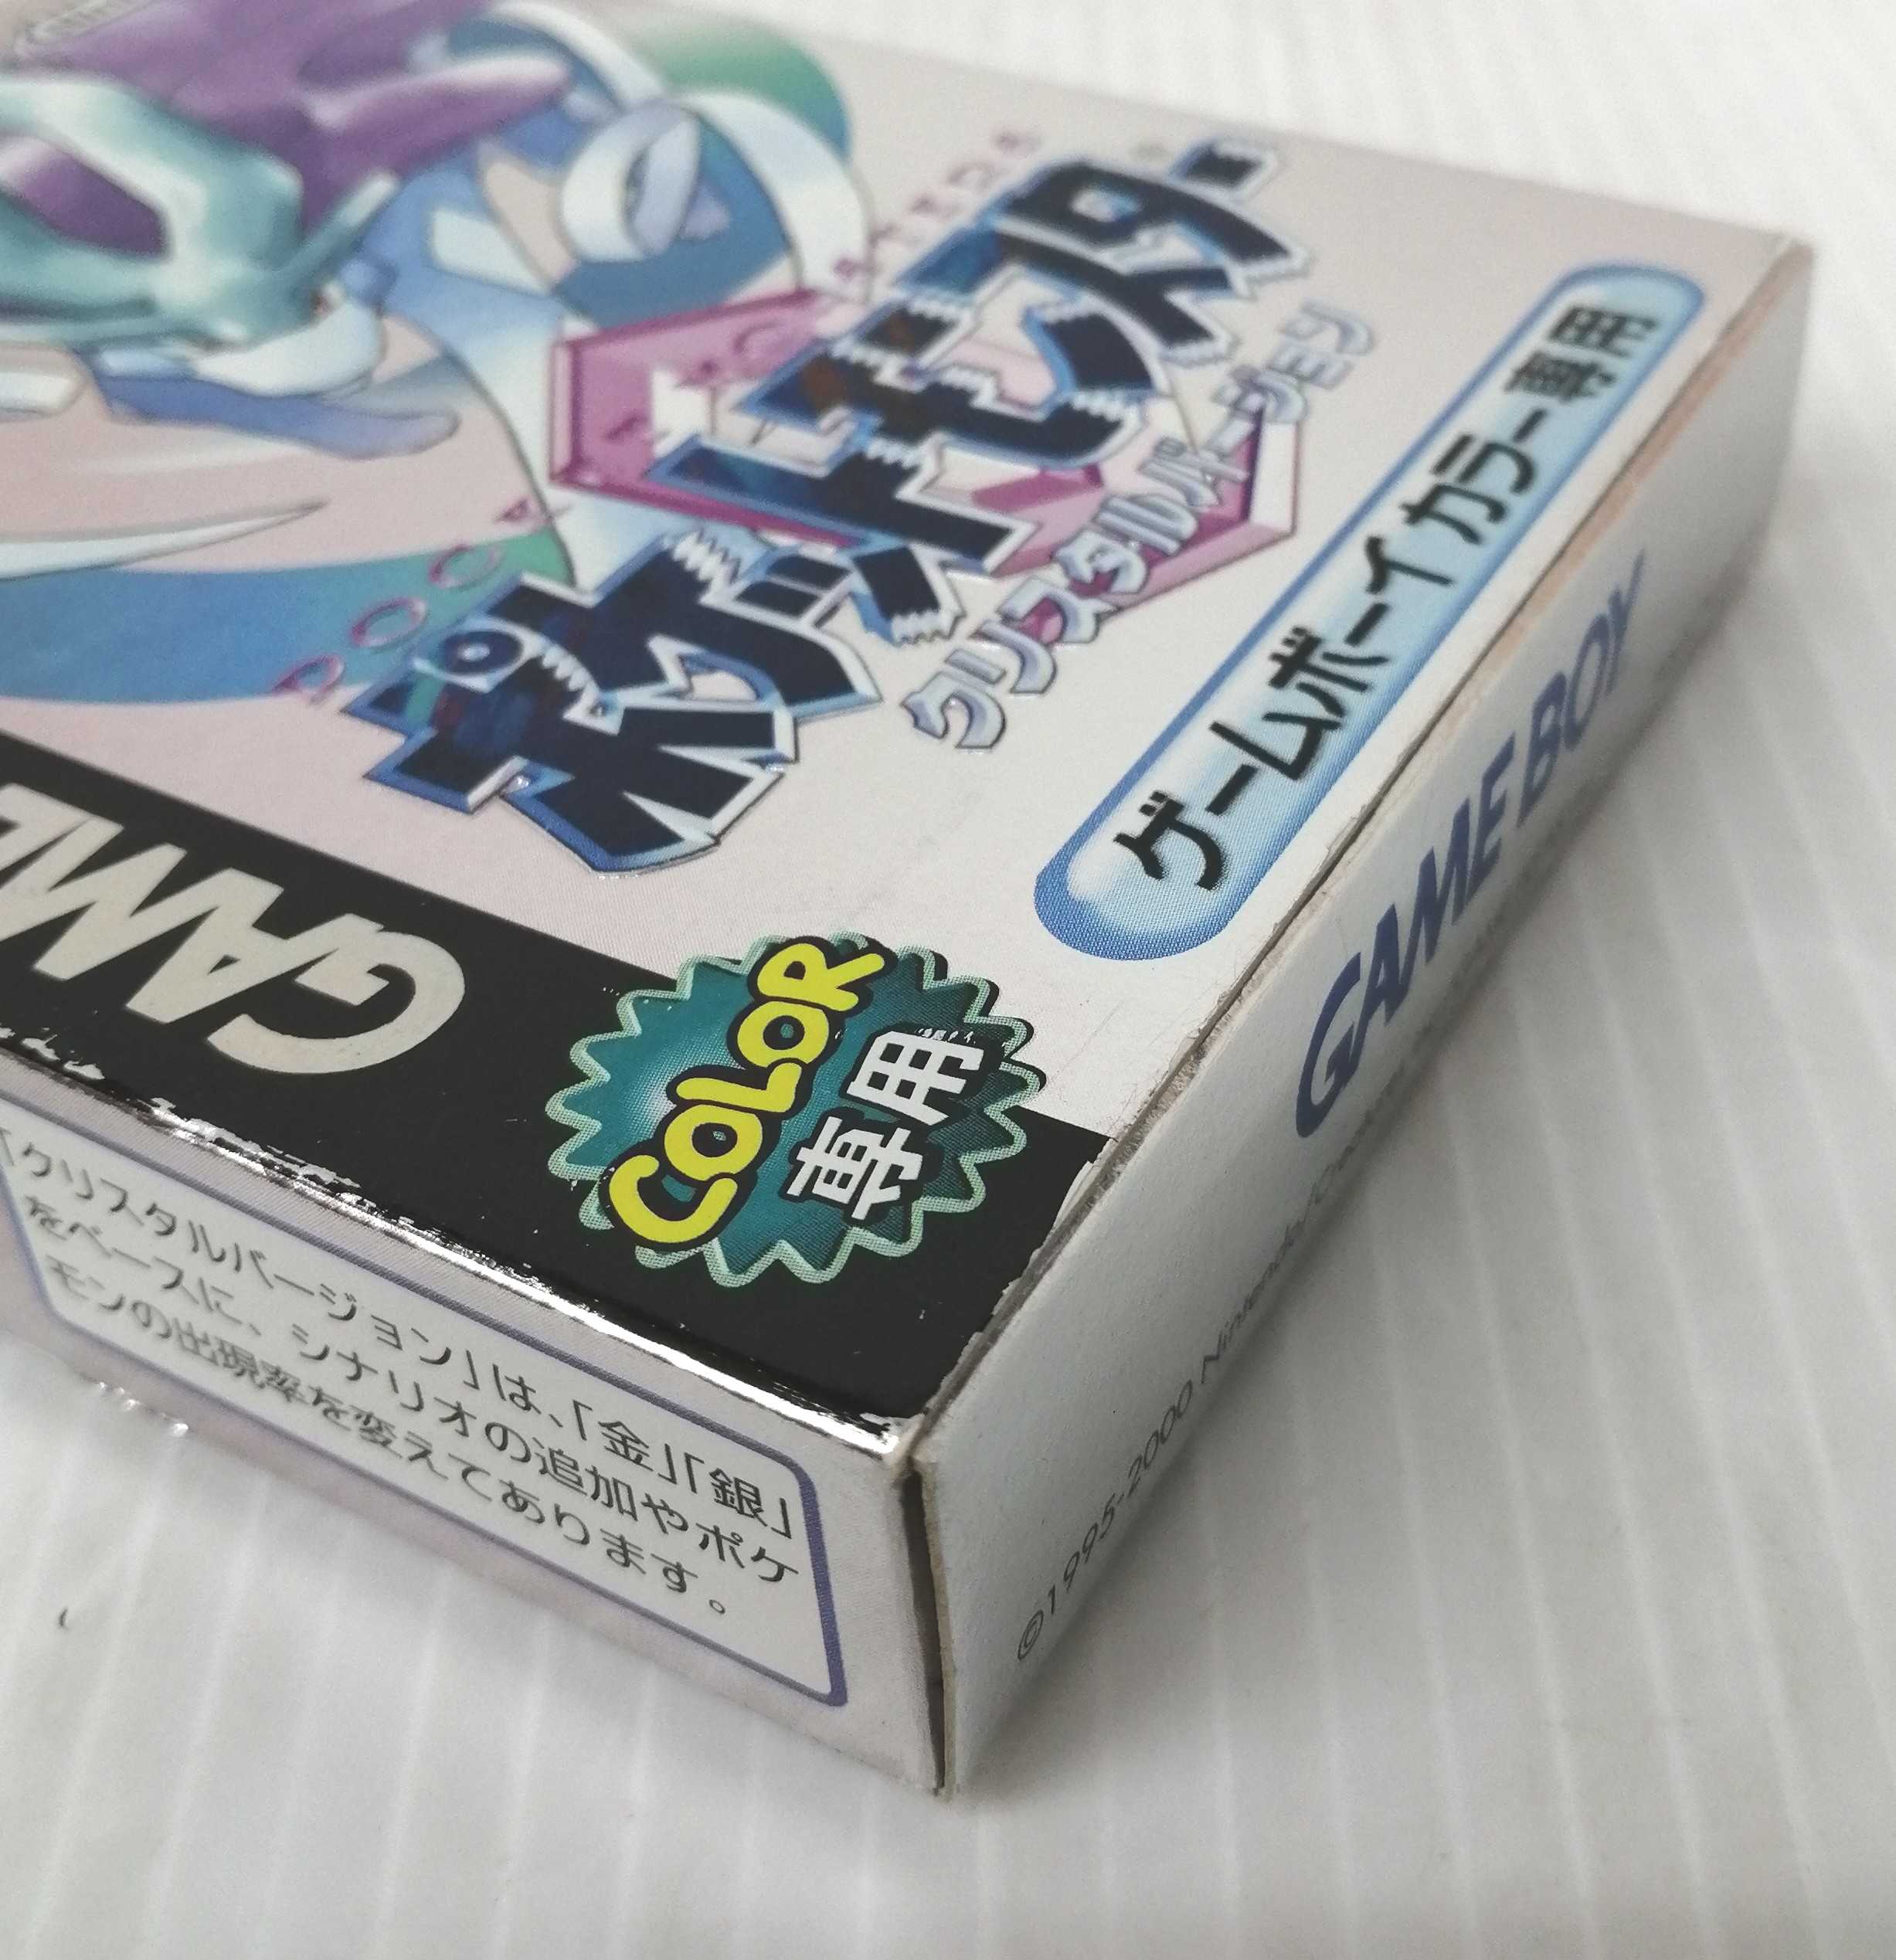 ポケットモンスター
クリスタルバージョン
ゲームボーイカラー専用
GAME
COLOR
専用
GAME BOY
©1995-2000 Nintendo/Creatures
「クリスタルバージョン」は、「金」「銀」
をベースに、シナリオの追加やポケ
モンの出現率を変えてあります。